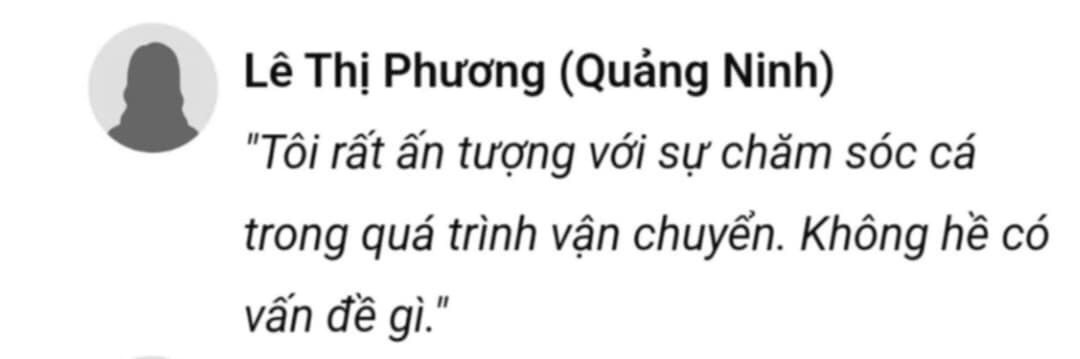 Lê Thị Phương (Quảng Ninh)
"Tôi rất ấn tượng với sự chăm sóc cá
trong quá trình vận chuyển. Không hề có
vấn đề gì."